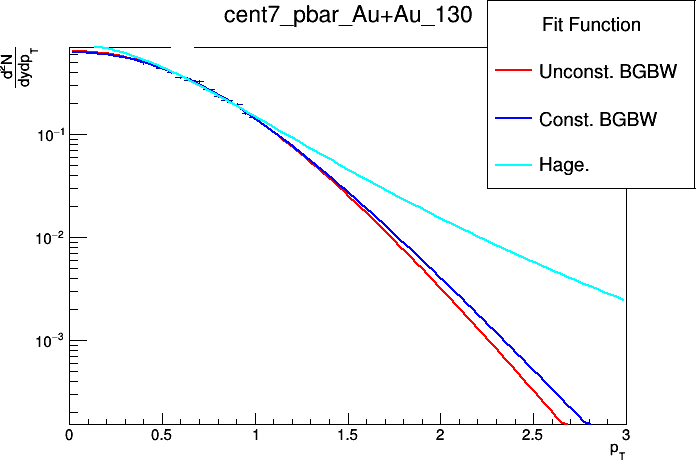 cent7_pbar_Au+Au_130
Fit Function
Unconst. BGBW
Const. BGBW
Hage.
d²N
dydp_T
10⁻¹
10⁻²
10⁻³
0 0.5 1 1.5 2 2.5 3
p_T